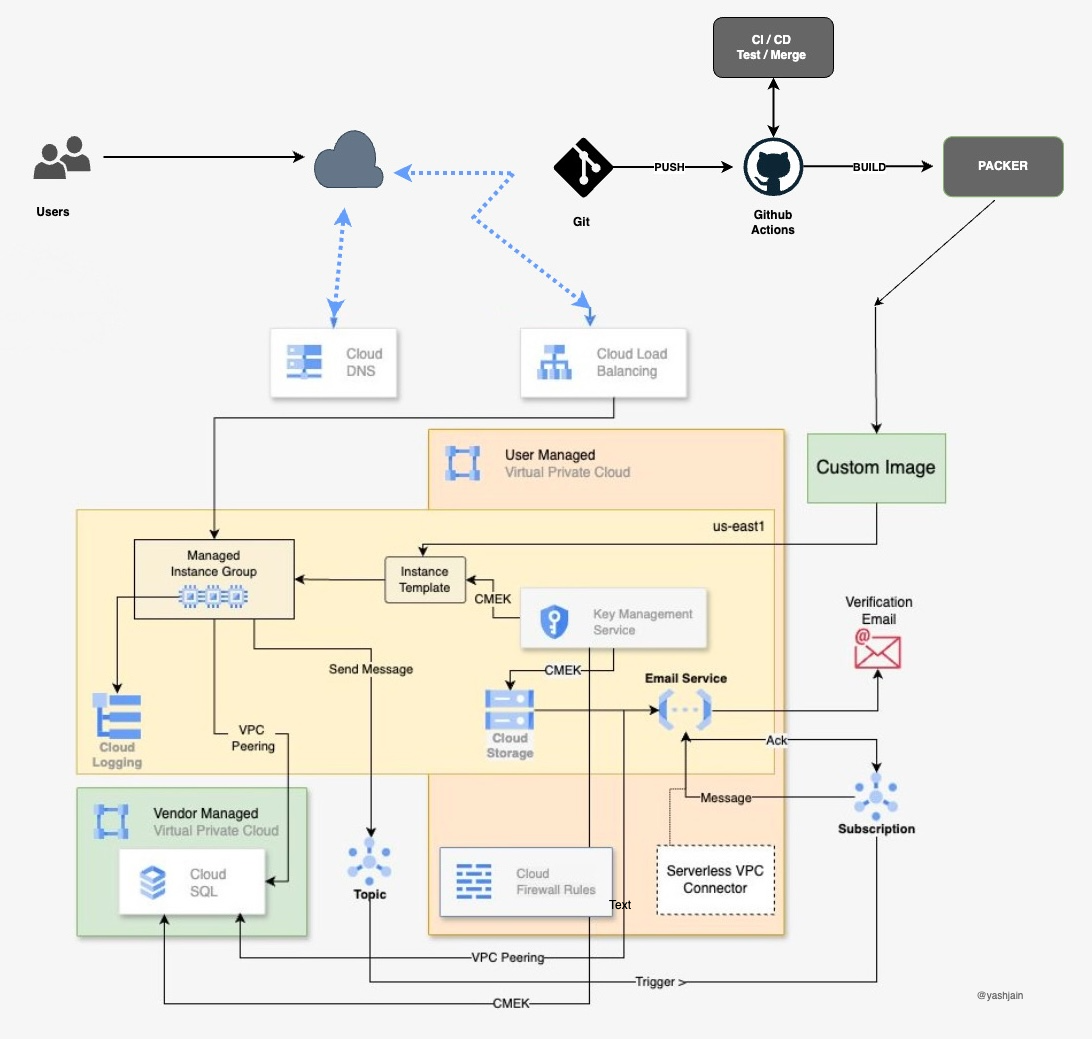 CI / CD
Test / Merge
Users
Git
PUSH
Github
Actions
BUILD
PACKER
Cloud
DNS
Cloud Load
Balancing
User Managed
Virtual Private Cloud
Custom Image
us-east1
Managed
Instance Group
Instance
Template
CMEK
Key Management
Service
Verification
Email
@
Send Message
CMEK
Email Service
Cloud
Logging
VPC
Peering
Cloud
Storage
Ack
Message
Subscription
Vendor Managed
Virtual Private Cloud
Cloud
SQL
Topic
Cloud
Firewall Rules
Text
Serverless VPC
Connector
VPC Peering
Trigger >
CMEK
@yashjain